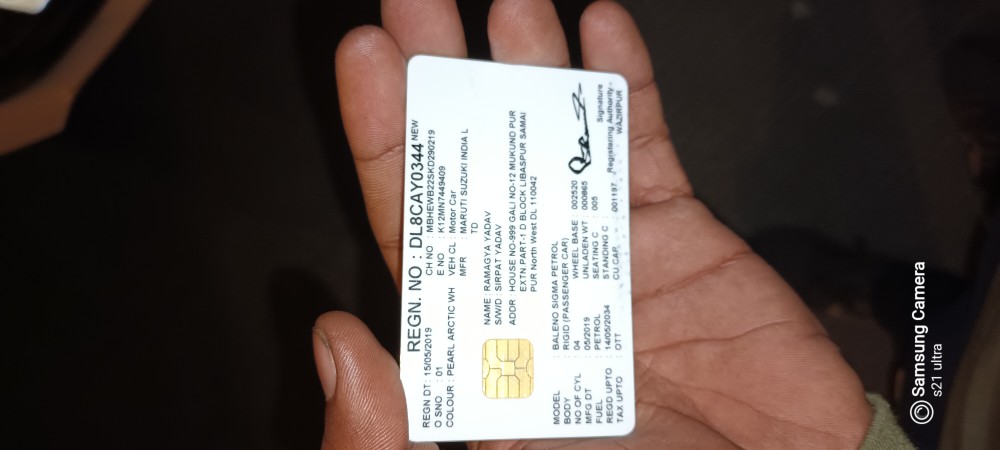 REGN. NO : DL8CAY0344 NEW
REGN DT : 15/05/2019 CH NO : MBHEWB22SKD290219
O SNO : 01 E NO : K12MN7449409
COLOUR : PEARL ARCTIC WH VEH CL : Motor Car
MFR : MARUTI SUZUKI INDIA L
TD
NAME : RAMAGYA YADAV
S/W/D : SIRPAT YADAV
ADDR : HOUSE NO-999 GALI NO-12 MUKUND PUR
EXTN PART-1 D BLOCK LIBASPUR SAMAI
PUR North West DL 110042
MODEL : BALENO SIGMA PETROL
BODY : RIGID (PASSENGER CAR)
NO OF CYL : 04 WHEEL BASE : 002520
MFG DT : 05/2019 UNLADEN WT : 000865
FUEL : PETROL SEATING C : 005
REGD UPTO : 14/05/2034 STANDING C :
TAX UPTO : OTT CU.CAP. : 001197
Signature
Registering Authority -
WAZIRPUR
Samsung Camera
s21 ultra